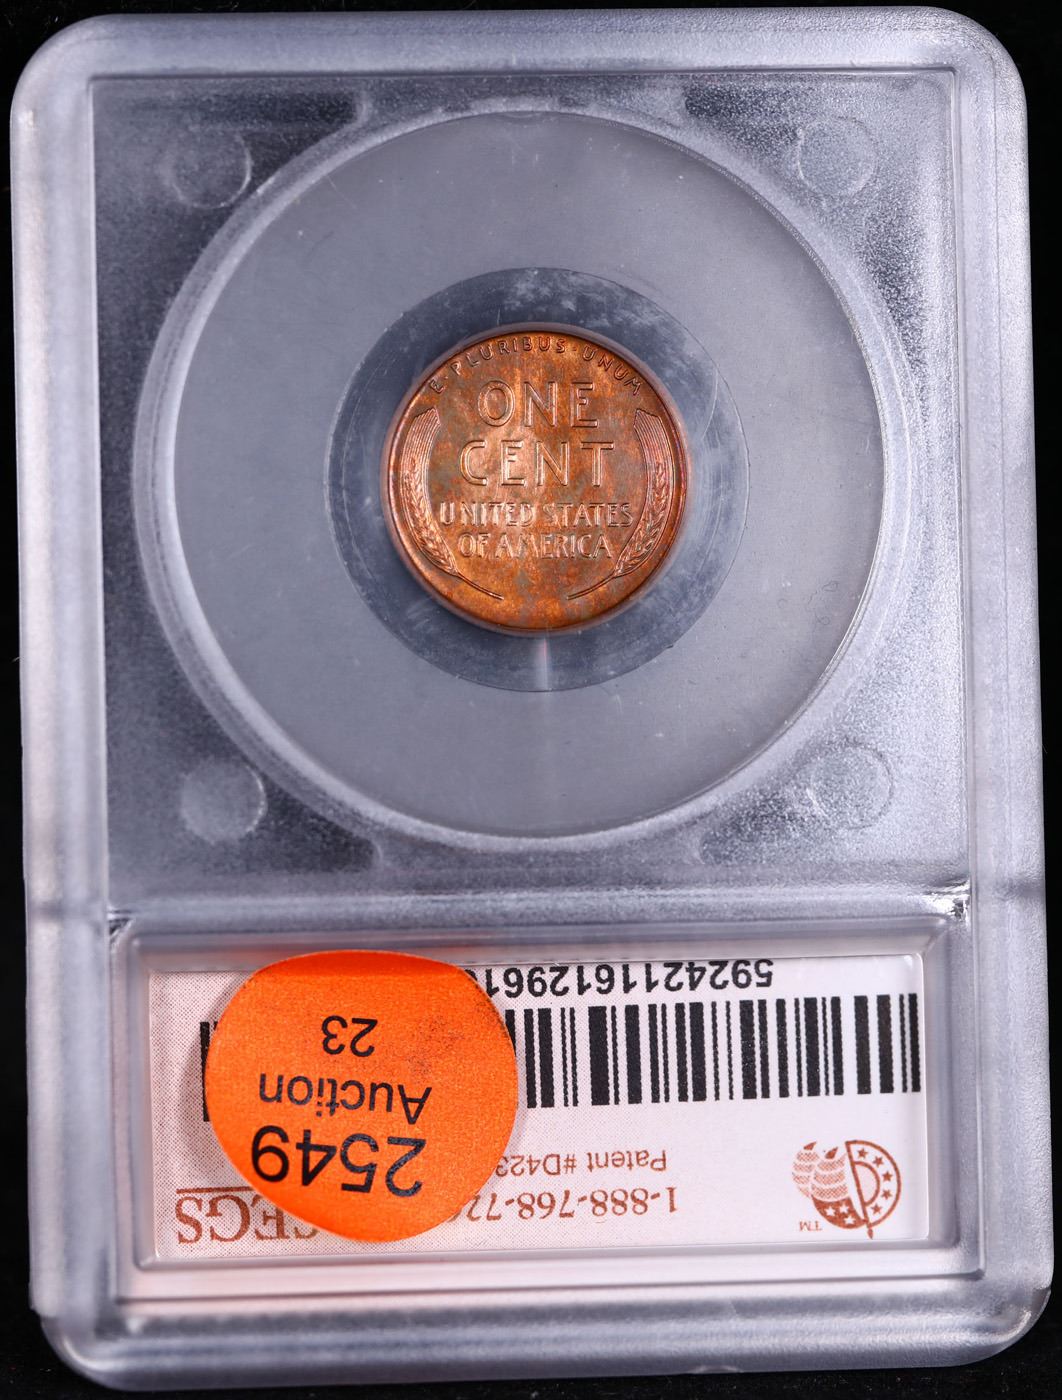 E · PLURIBUS · UNUM
ONE
CENT
UNITED STATES
OF AMERICA
2549
Auction
23
SEGS
1-888-768-72
Patent #D423
TM
592421161129610